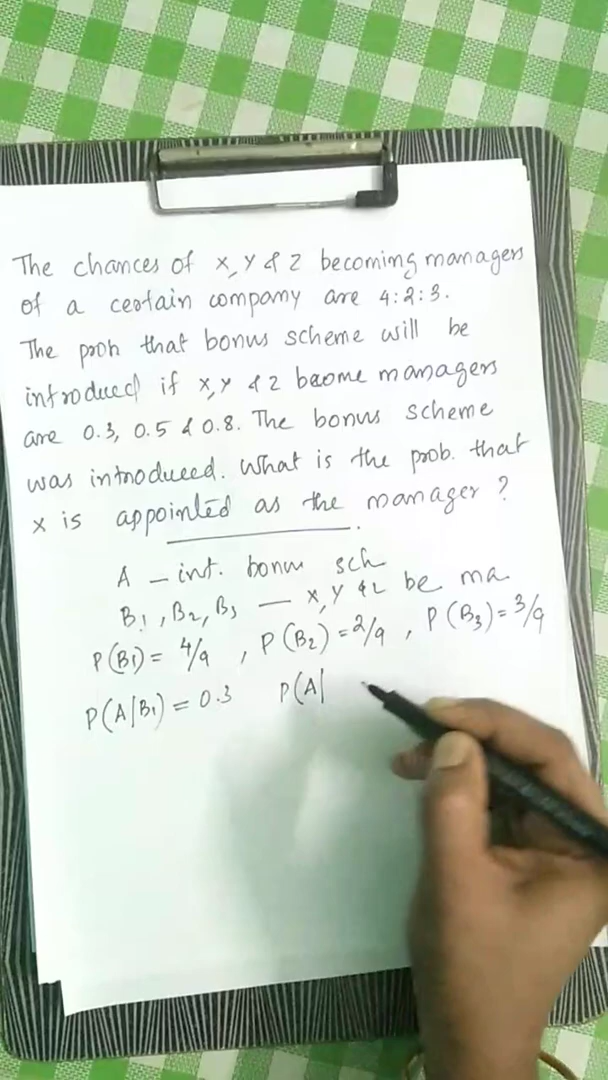 The chances of X, Y & Z becoming managers
of a certain company are 4:2:3.
The proh that bonus scheme will be
introduced if X, Y & Z become managers
are 0.3, 0.5 & 0.8. The bonus scheme
was introduced. What is the prob. that
X is appointed as the manager?
A – int. bonus sch
B₁, B₂, B₃ — X, Y & Z be ma
P(B₁) = 4/9, P(B₂) = 2/9, P(B₃) = 3/9
P(A|B₁) = 0.3 P(A|